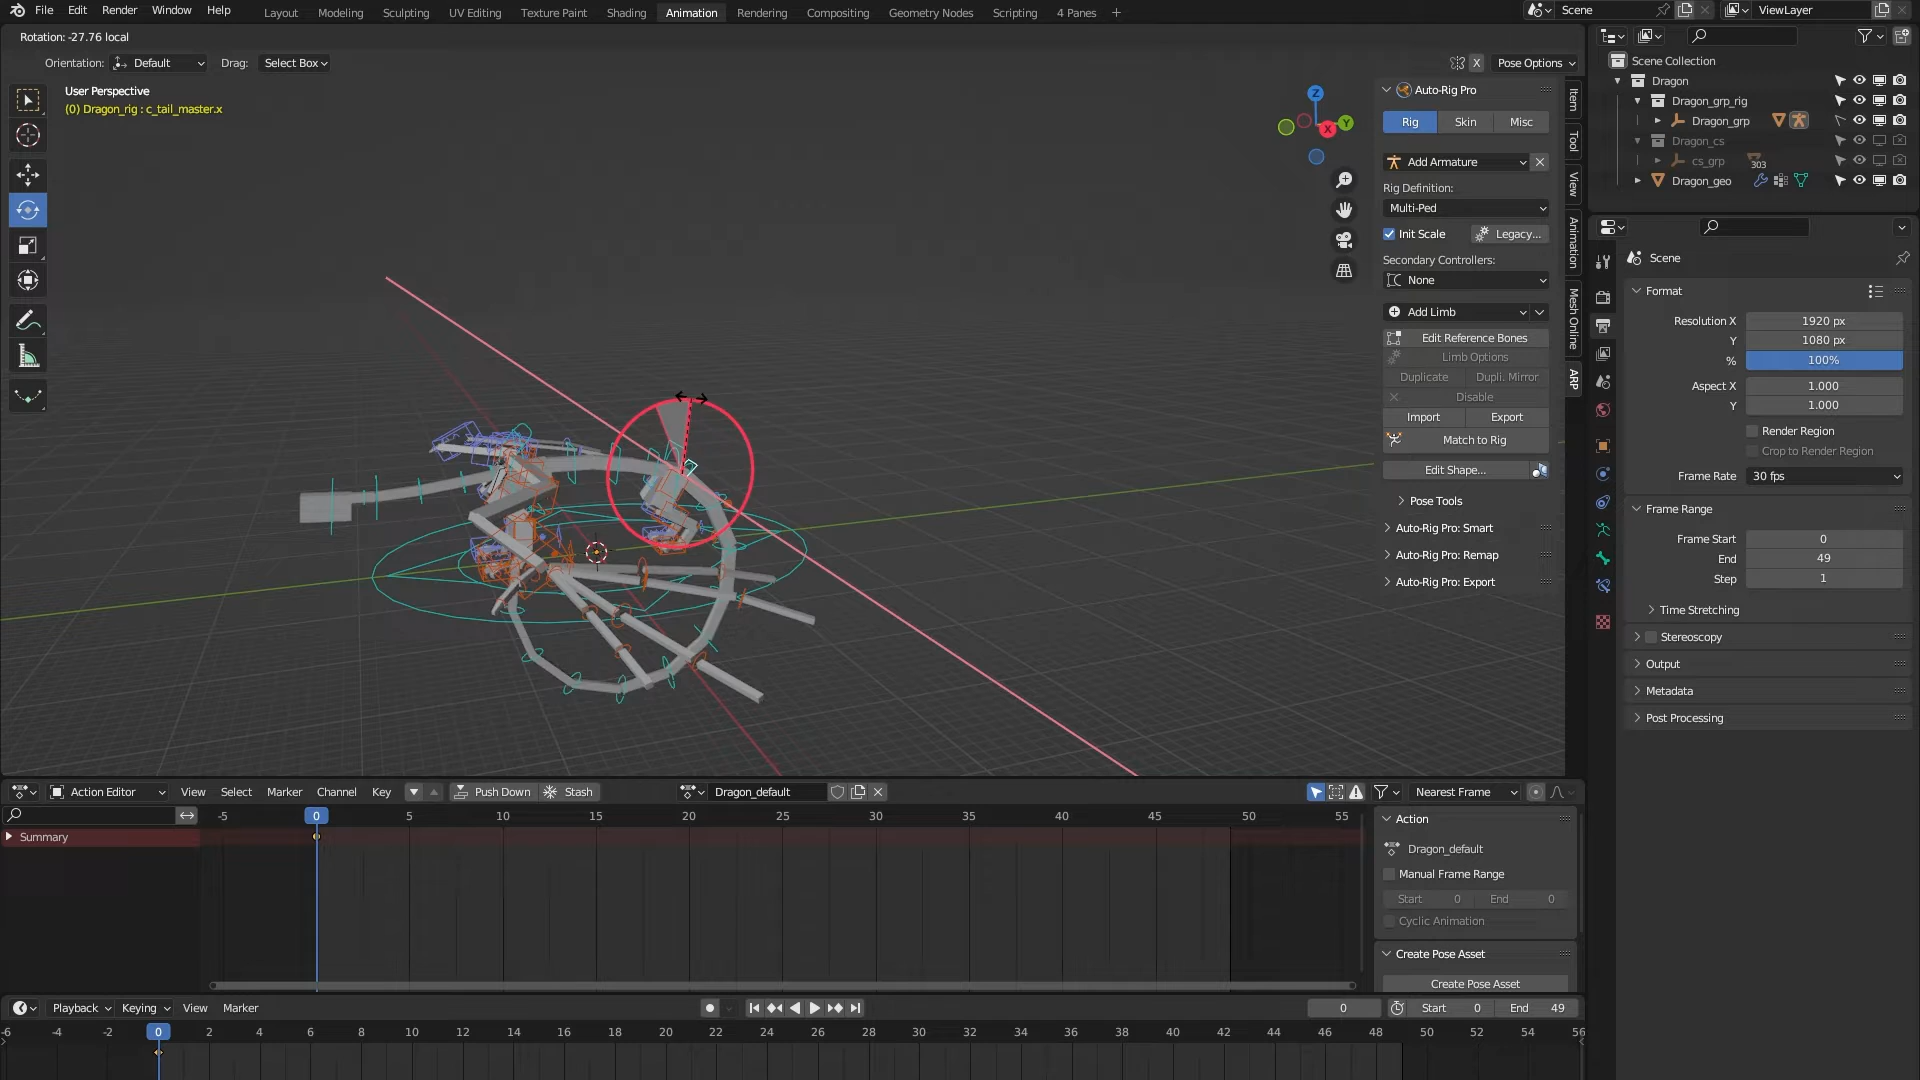 File Edit Render Window Help Layout Modeling Sculpting UV Editing Texture Paint Shading Animation Rendering Compositing Geometry Nodes Scripting 4 Panes + Scene ViewLayer
Rotation: -27.76 local
Orientation: Default Drag: Select Box X Pose Options
User Perspective
(0) Dragon_rig : c_tail_master.x
Z
Y
X
Auto-Rig Pro
Rig Skin Misc
Add Armature
Rig Definition:
Multi-Ped
Init Scale Legacy...
Secondary Controllers:
None
Add Limb
Edit Reference Bones
Limb Options
Duplicate Dupli. Mirror
Disable
Import Export
Match to Rig
Edit Shape...
Pose Tools
Auto-Rig Pro: Smart
Auto-Rig Pro: Remap
Auto-Rig Pro: Export
Item
Tool
View
Animation
Mesh Online
ARP
Scene Collection
Dragon
Dragon_grp_rig
Dragon_grp
Dragon_cs
cs_grp 303
Dragon_geo
Scene
Format
Resolution X 1920 px
Y 1080 px
% 100%
Aspect X 1.000
Y 1.000
Render Region
Crop to Render Region
Frame Rate 30 fps
Frame Range
Frame Start 0
End 49
Step 1
Time Stretching
Stereoscopy
Output
Metadata
Post Processing
Action Editor View Select Marker Channel Key Push Down Stash Dragon_default Nearest Frame
-5 0 5 10 15 20 25 30 35 40 45 50 55
Summary
Action
Dragon_default
Manual Frame Range
Start 0 End 0
Cyclic Animation
Create Pose Asset
Create Pose Asset
Playback Keying View Marker 0 Start 0 End 49
-6 -4 -2 0 2 4 6 8 10 12 14 16 18 20 22 24 26 28 30 32 34 36 38 40 42 44 46 48 50 52 54 56